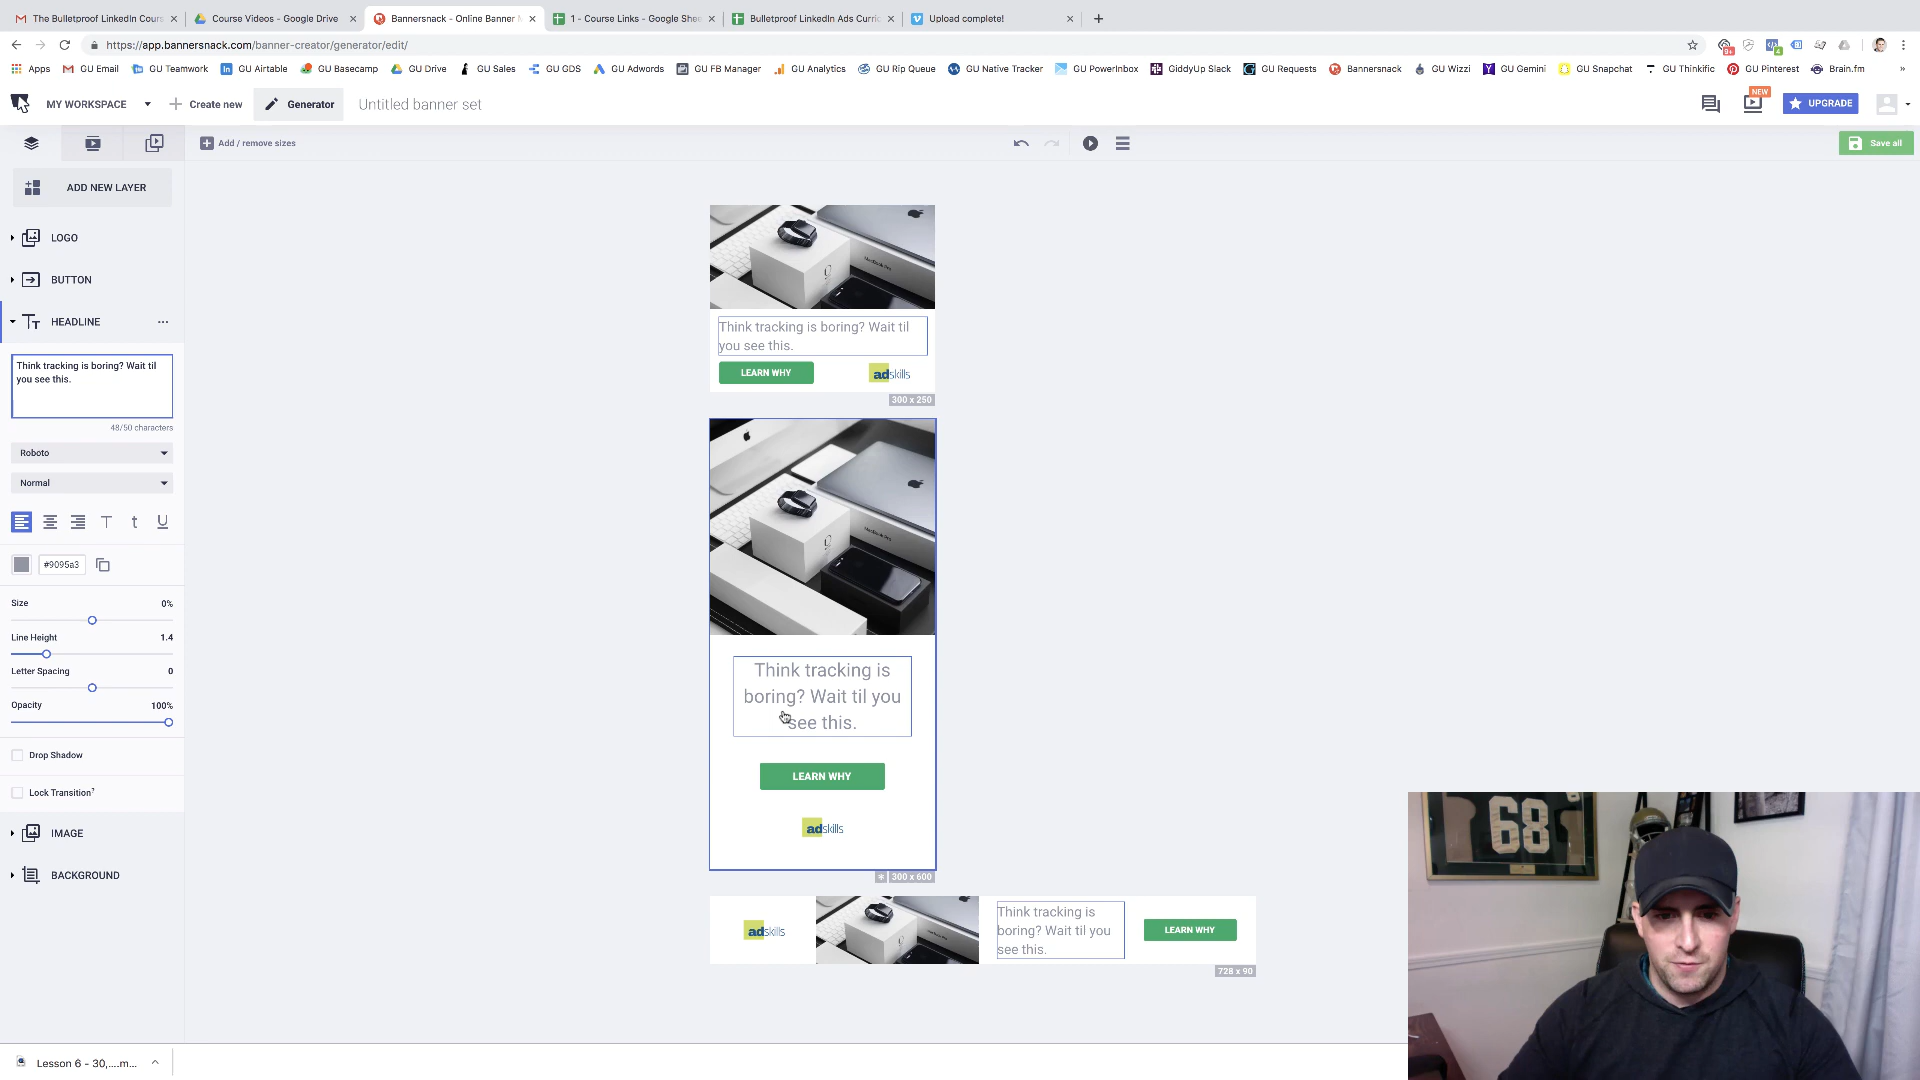 The Bulletproof LinkedIn Cours
Course Videos - Google Drive
Bannersnack - Online Banner M
1 - Course Links - Google Shee
Bulletproof LinkedIn Ads Curric
Upload complete!
https://app.bannersnack.com/banner-creator/generator/edit/
Apps
GU Email
GU Teamwork
GU Airtable
GU Basecamp
GU Drive
GU Sales
GU GDS
GU Adwords
GU FB Manager
GU Analytics
GU Rip Queue
GU Native Tracker
GU PowerInbox
GiddyUp Slack
GU Requests
Bannersnack
GU Wizzi
GU Gemini
GU Snapchat
GU Thinkific
GU Pinterest
Brain.fm
MY WORKSPACE
Create new
Generator
Untitled banner set
NEW
UPGRADE
Add / remove sizes
Save all
ADD NEW LAYER
LOGO
BUTTON
HEADLINE
Think tracking is boring? Wait til
you see this.
48/50 characters
Roboto
Normal
#9095a3
Size 0%
Line Height 1.4
Letter Spacing 0
Opacity 100%
Drop Shadow
Lock Transition?
IMAGE
BACKGROUND
MacBook Pro
Think tracking is boring? Wait til
you see this.
LEARN WHY
adskills
300 x 250
Think tracking is
boring? Wait til you
see this.
LEARN WHY
adskills
300 x 600
adskills
Think tracking is
boring? Wait til you
see this.
LEARN WHY
728 x 90
68
Lesson 6 - 30,....m...